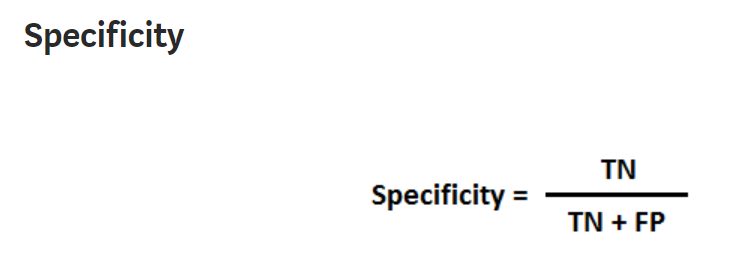 Specificity
TN
Specificity =
TN + FP